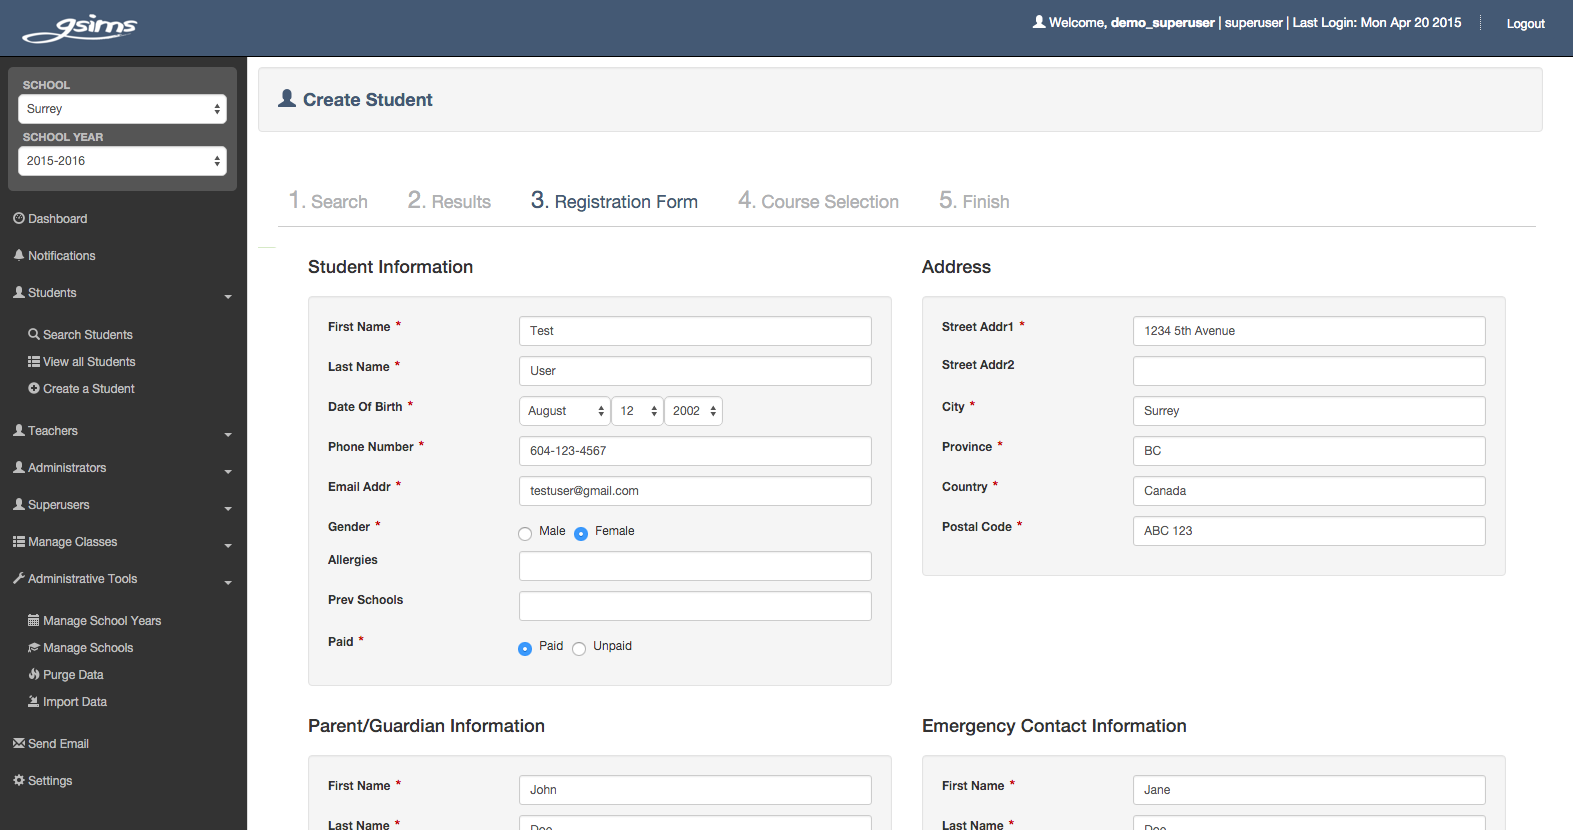 gsims
Welcome, demo_superuser | superuser | Last Login: Mon Apr 20 2015
Logout
SCHOOL
Surrey
SCHOOL YEAR
2015-2016
Dashboard
Notifications
Students
Search Students
View all Students
Create a Student
Teachers
Administrators
Superusers
Manage Classes
Administrative Tools
Manage School Years
Manage Schools
Purge Data
Import Data
Send Email
Settings
Create Student
1. Search 2. Results 3. Registration Form 4. Course Selection 5. Finish
Student Information
First Name * Test
Last Name * User
Date Of Birth * August 12 2002
Phone Number * 604-123-4567
Email Addr * testuser@gmail.com
Gender * Male Female
Allergies
Prev Schools
Paid * Paid Unpaid
Address
Street Addr1 * 1234 5th Avenue
Street Addr2
City * Surrey
Province * BC
Country * Canada
Postal Code * ABC 123
Parent/Guardian Information
First Name * John
Last Name * Doe
Emergency Contact Information
First Name * Jane
Last Name * Doe